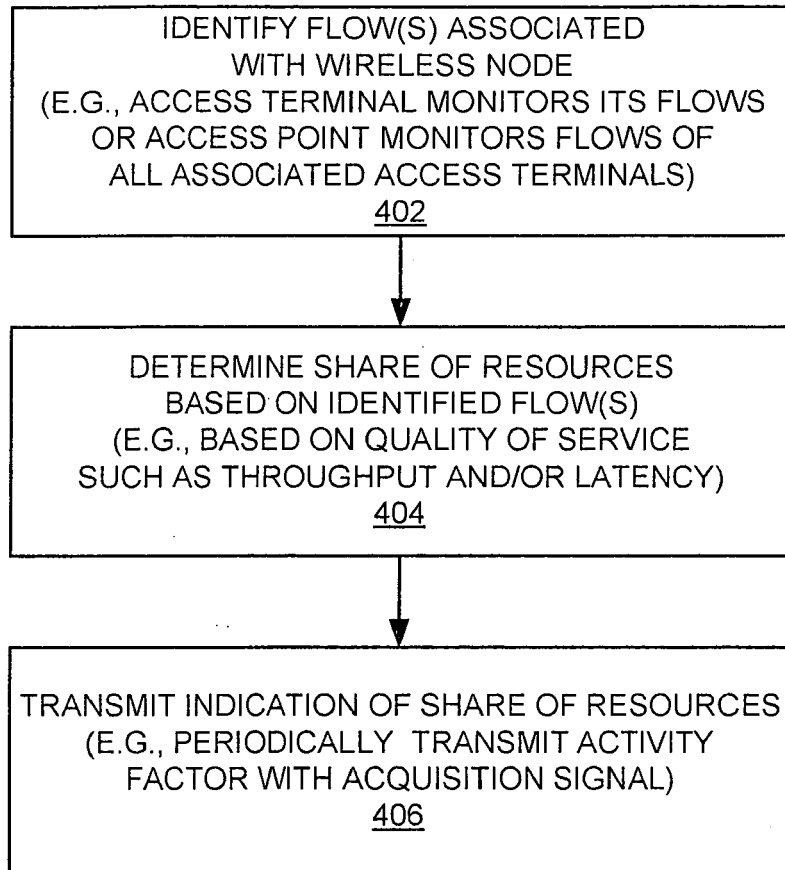 IDENTIFY FLOW(S) ASSOCIATED
WITH WIRELESS NODE
(E.G., ACCESS TERMINAL MONITORS ITS FLOWS
OR ACCESS POINT MONITORS FLOWS OF
ALL ASSOCIATED ACCESS TERMINALS)
402
DETERMINE SHARE OF RESOURCES
BASED ON IDENTIFIED FLOW(S)
(E.G., BASED ON QUALITY OF SERVICE
SUCH AS THROUGHPUT AND/OR LATENCY)
404
TRANSMIT INDICATION OF SHARE OF RESOURCES
(E.G., PERIODICALLY TRANSMIT ACTIVITY
FACTOR WITH ACQUISITION SIGNAL)
406